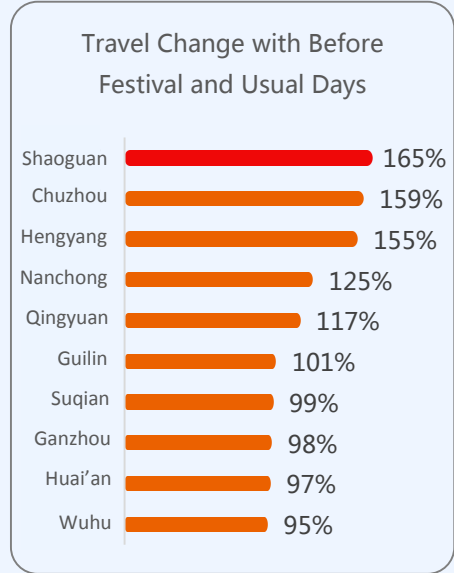 Travel Change with Before
Festival and Usual Days
Shaoguan 165%
Chuzhou 159%
Hengyang 155%
Nanchong 125%
Qingyuan 117%
Guilin 101%
Suqian 99%
Ganzhou 98%
Huai’an 97%
Wuhu 95%